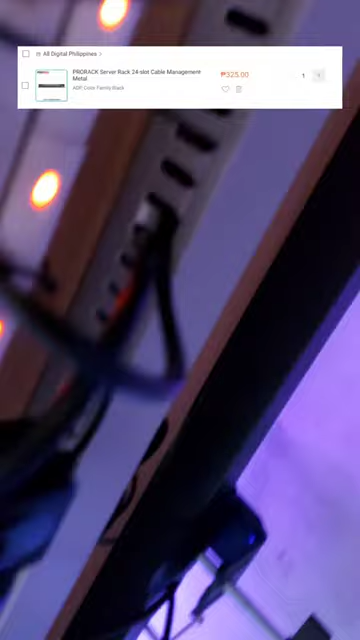 All Digital Philippines >
PRORACK Server Rack 24-slot Cable Management-
Metal
ADP, Color Family:Black
₱325.00
1